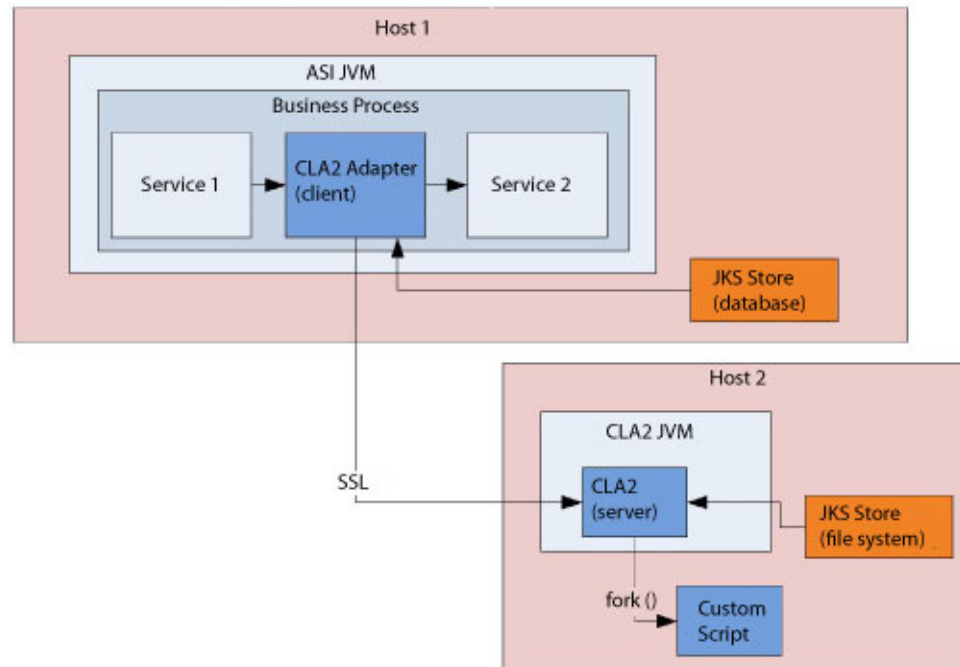 Host 1
ASI JVM
Business Process
Service 1
CLA2 Adapter
(client)
Service 2
JKS Store
(database)
Host 2
CLA2 JVM
SSL
CLA2
(server)
JKS Store
(file system)
fork ()
Custom
Script